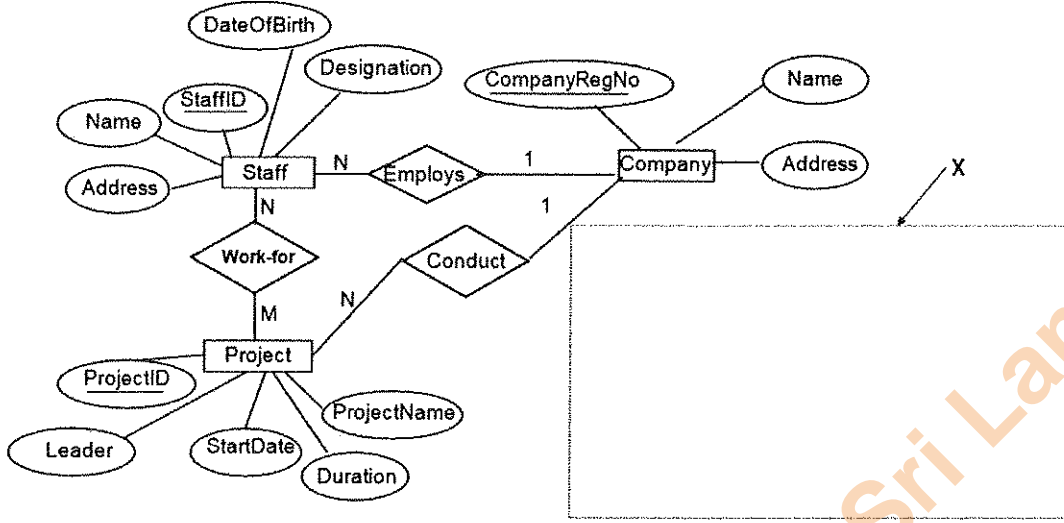 DateOfBirth
Designation
StaffID
Name
Address
Staff
N
Employs
1
CompanyRegNo
Name
Company
Address
X
N
Work-for
M
1
Conduct
N
Project
ProjectID
Leader
StartDate
Duration
ProjectName
Sri Lan